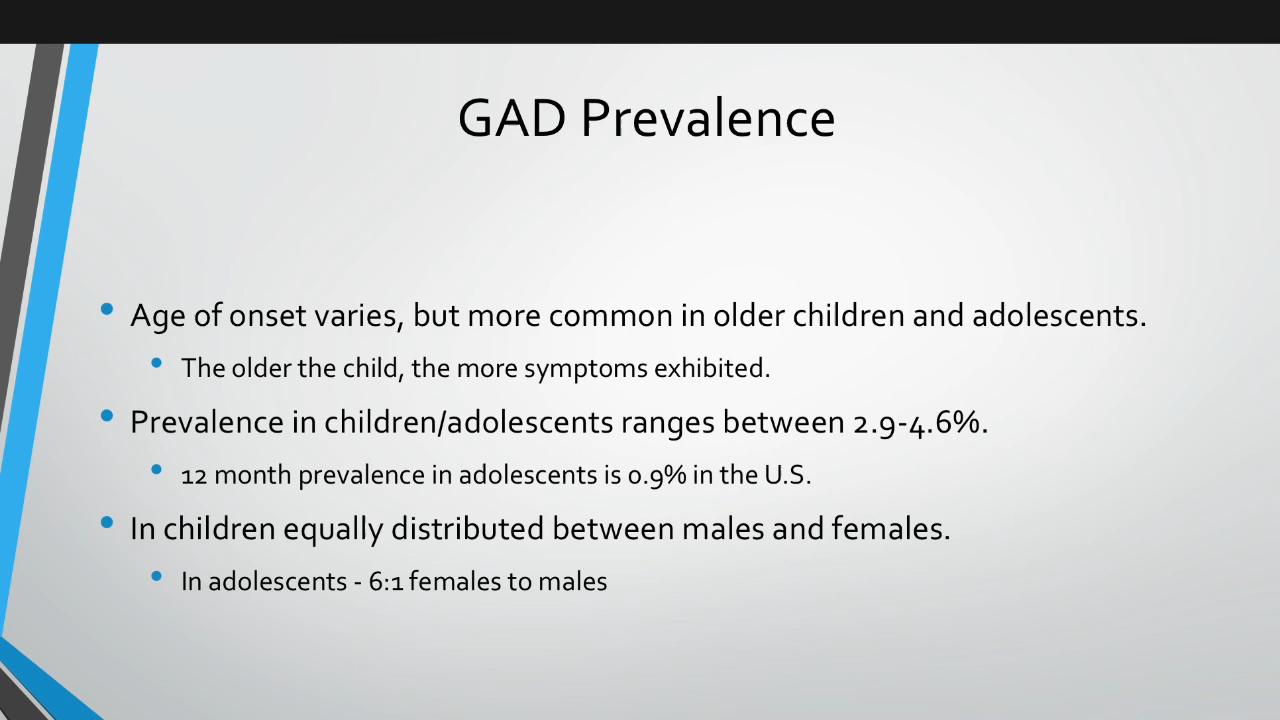 GAD Prevalence
• Age of onset varies, but more common in older children and adolescents.
• The older the child, the more symptoms exhibited.
• Prevalence in children/adolescents ranges between 2.9-4.6%.
• 12 month prevalence in adolescents is 0.9% in the U.S.
• In children equally distributed between males and females.
• In adolescents - 6:1 females to males